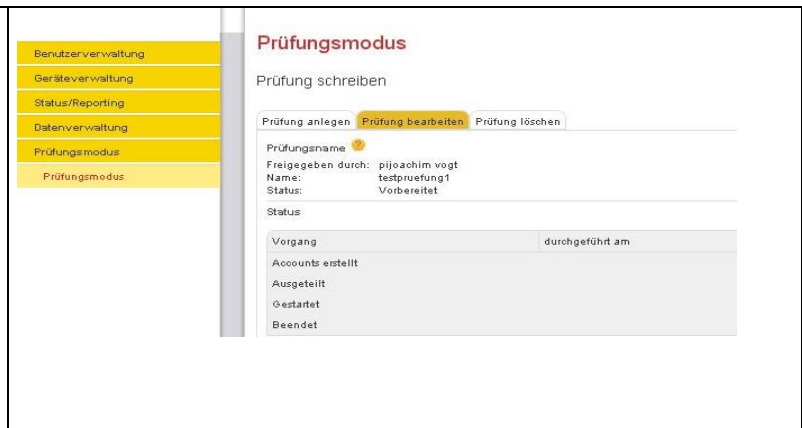 Benutzerverwaltung
Geräteverwaltung
Status/Reporting
Datenverwaltung
Prüfungsmodus
Prüfungsmodus
Prüfungsmodus
Prüfung schreiben
Prüfung anlegen Prüfung bearbeiten Prüfung löschen
Prüfungsname ?
Freigegeben durch: pijoachim vogt
Name: testpruefung1
Status: Vorbereitet
Status
Vorgang durchgeführt am
Accounts erstellt
Ausgeteilt
Gestartet
Beendet